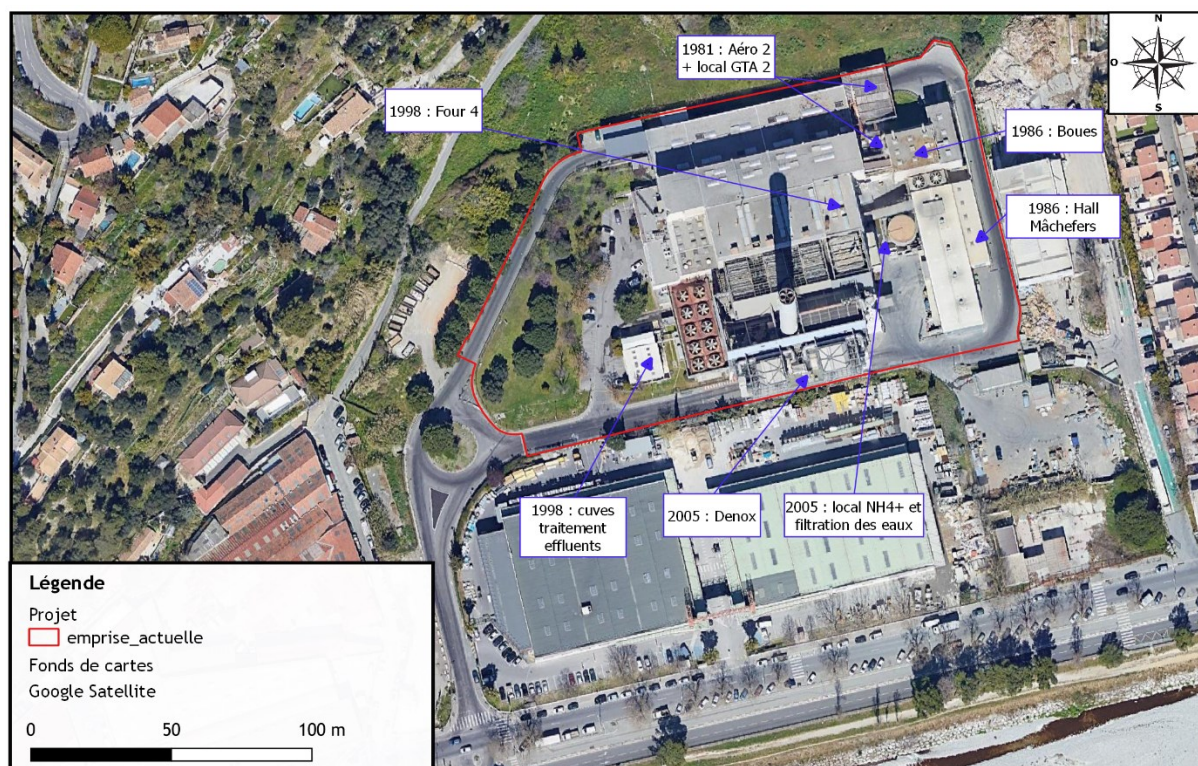 N
O
E
S
1981 : Aéro 2
+ local GTA 2
1998 : Four 4
1986 : Boues
1986 : Hall
Mâchefers
1998 : cuves
traitement
effluents
2005 : Denox
2005 : local NH4+ et
filtration des eaux
Légende
Projet
emprise_actuelle
Fonds de cartes
Google Satellite
0
50
100 m